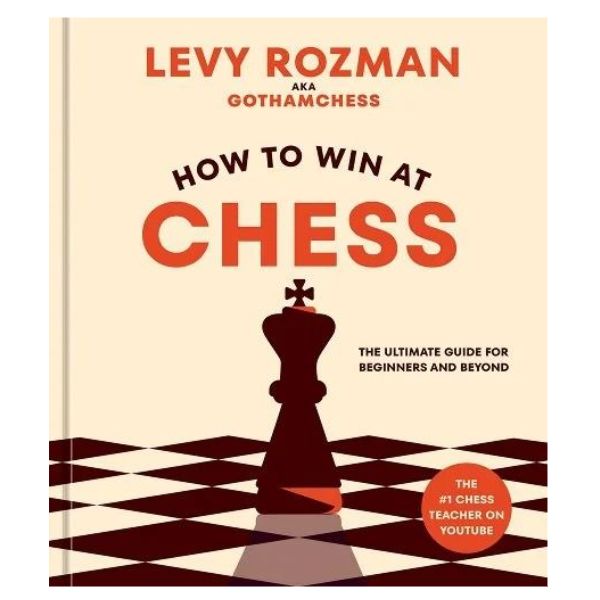 LEVY ROZMAN
AKA
GOTHAMCHESS
HOW TO WIN AT
CHESS
THE ULTIMATE GUIDE FOR
BEGINNERS AND BEYOND
THE
#1 CHESS
TEACHER ON
YOUTUBE